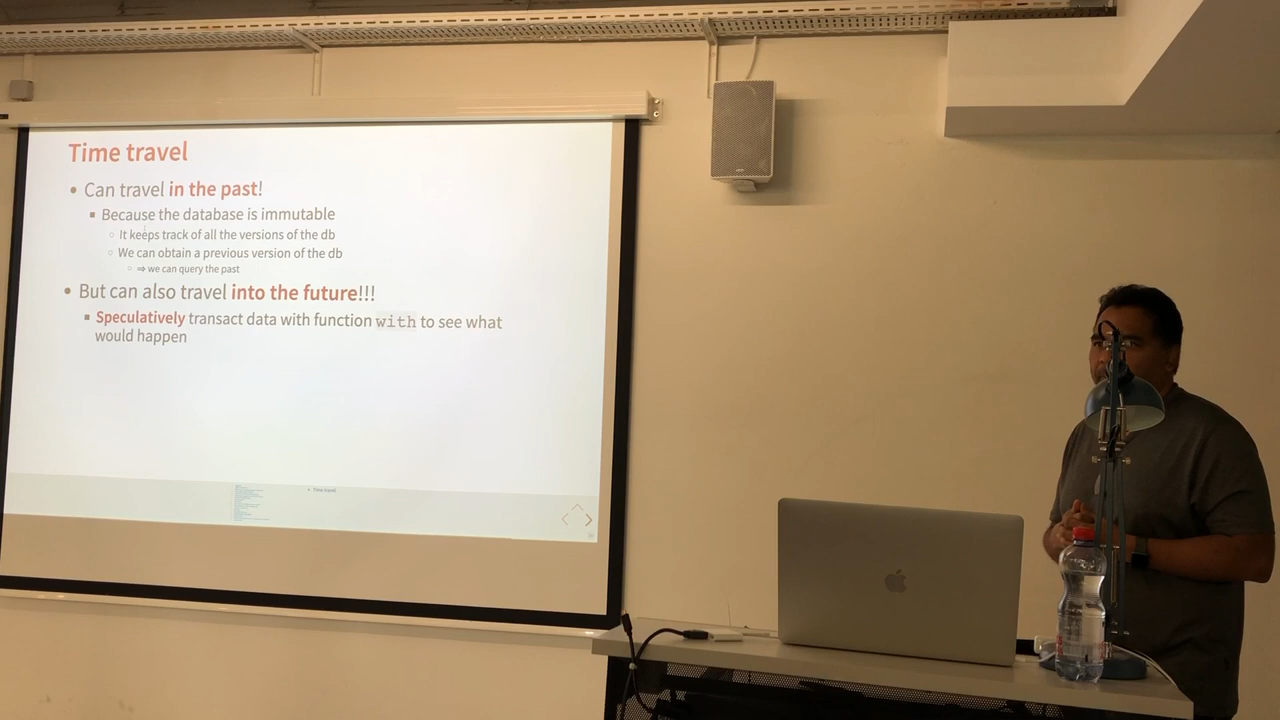 Time travel
• Can travel in the past!
▪ Because the database is immutable
○ It keeps track of all the versions of the db
○ We can obtain a previous version of the db
○ ⇒ we can query the past
• But can also travel into the future!!!
▪ Speculatively transact data with function with to see what
would happen
• Time travel